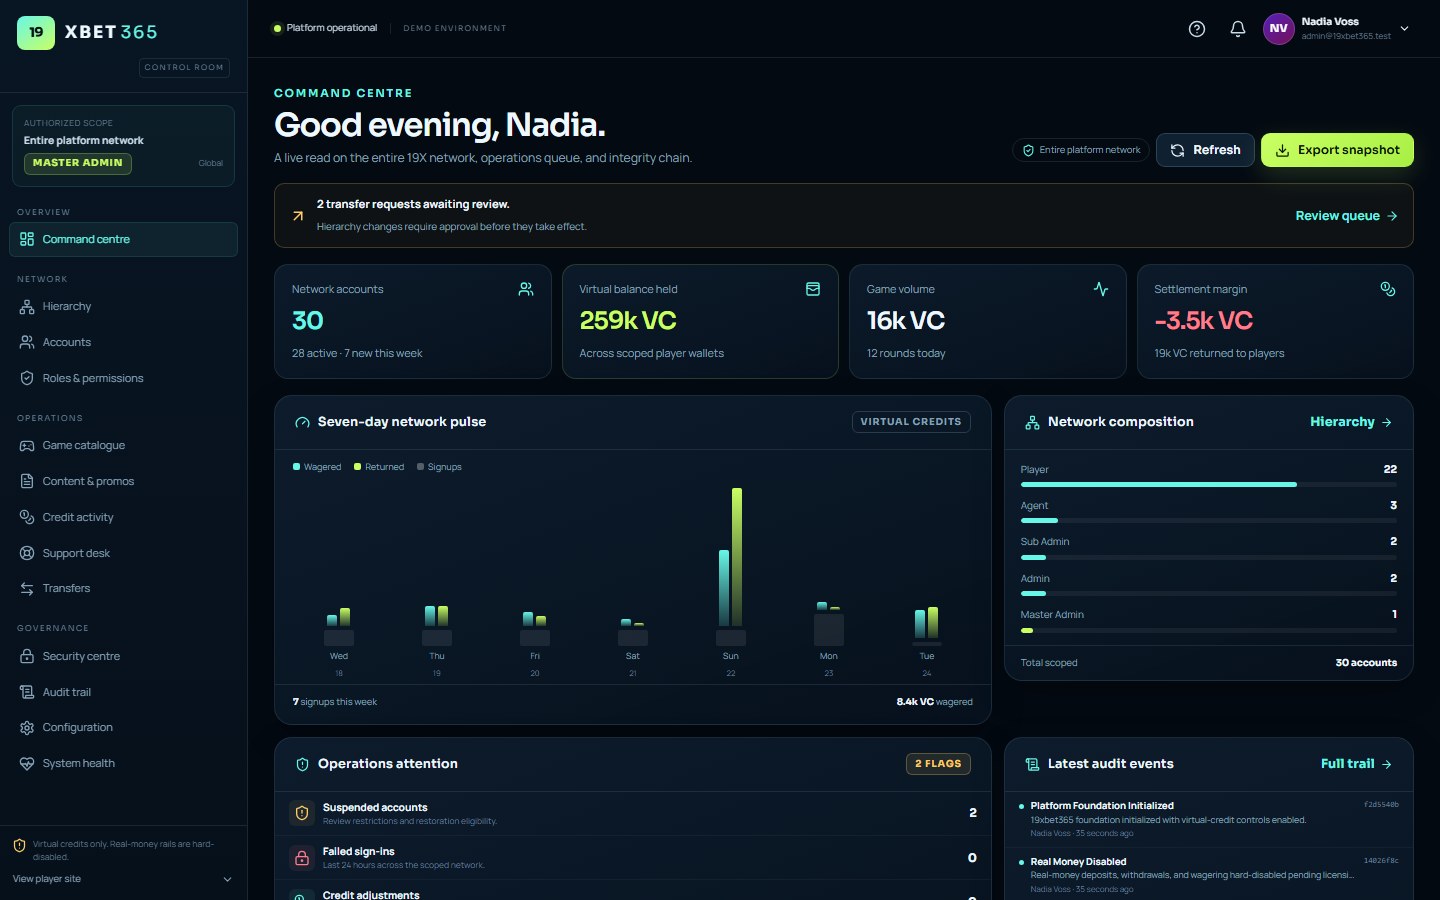 19 XBET 365
CONTROL ROOM
AUTHORIZED SCOPE
Entire platform network
MASTER ADMIN
Global
OVERVIEW
Command centre
NETWORK
Hierarchy
Accounts
Roles & permissions
OPERATIONS
Game catalogue
Content & promos
Credit activity
Support desk
Transfers
GOVERNANCE
Security centre
Audit trail
Configuration
System health
Virtual credits only. Real-money rails are hard-
disabled.
View player site
Platform operational
DEMO ENVIRONMENT
NV
Nadia Voss
admin@19xbet365.test
COMMAND CENTRE
Good evening, Nadia.
A live read on the entire 19X network, operations queue, and integrity chain.
Entire platform network
Refresh
Export snapshot
2 transfer requests awaiting review.
Hierarchy changes require approval before they take effect.
Review queue →
Network accounts
30
28 active · 7 new this week
Virtual balance held
259k VC
Across scoped player wallets
Game volume
16k VC
12 rounds today
Settlement margin
-3.5k VC
19k VC returned to players
Seven-day network pulse
VIRTUAL CREDITS
Wagered Returned Signups
Wed Thu Fri Sat Sun Mon Tue
18 19 20 21 22 23 24
7 signups this week
8.4k VC wagered
Network composition
Hierarchy →
Player 22
Agent 3
Sub Admin 2
Admin 2
Master Admin 1
Total scoped 30 accounts
Operations attention
2 FLAGS
Suspended accounts
Review restrictions and restoration eligibility.
2
Failed sign-ins
Last 24 hours across the scoped network.
0
Credit adjustments
Latest audit events
Full trail →
Platform Foundation Initialized
f2d5540b
19xbet365 foundation initialized with virtual-credit controls enabled.
Nadia Voss · 35 seconds ago
Real Money Disabled
14026f8c
Real-money deposits, withdrawals, and wagering hard-disabled pending licensi...
Nadia Voss · 35 seconds ago